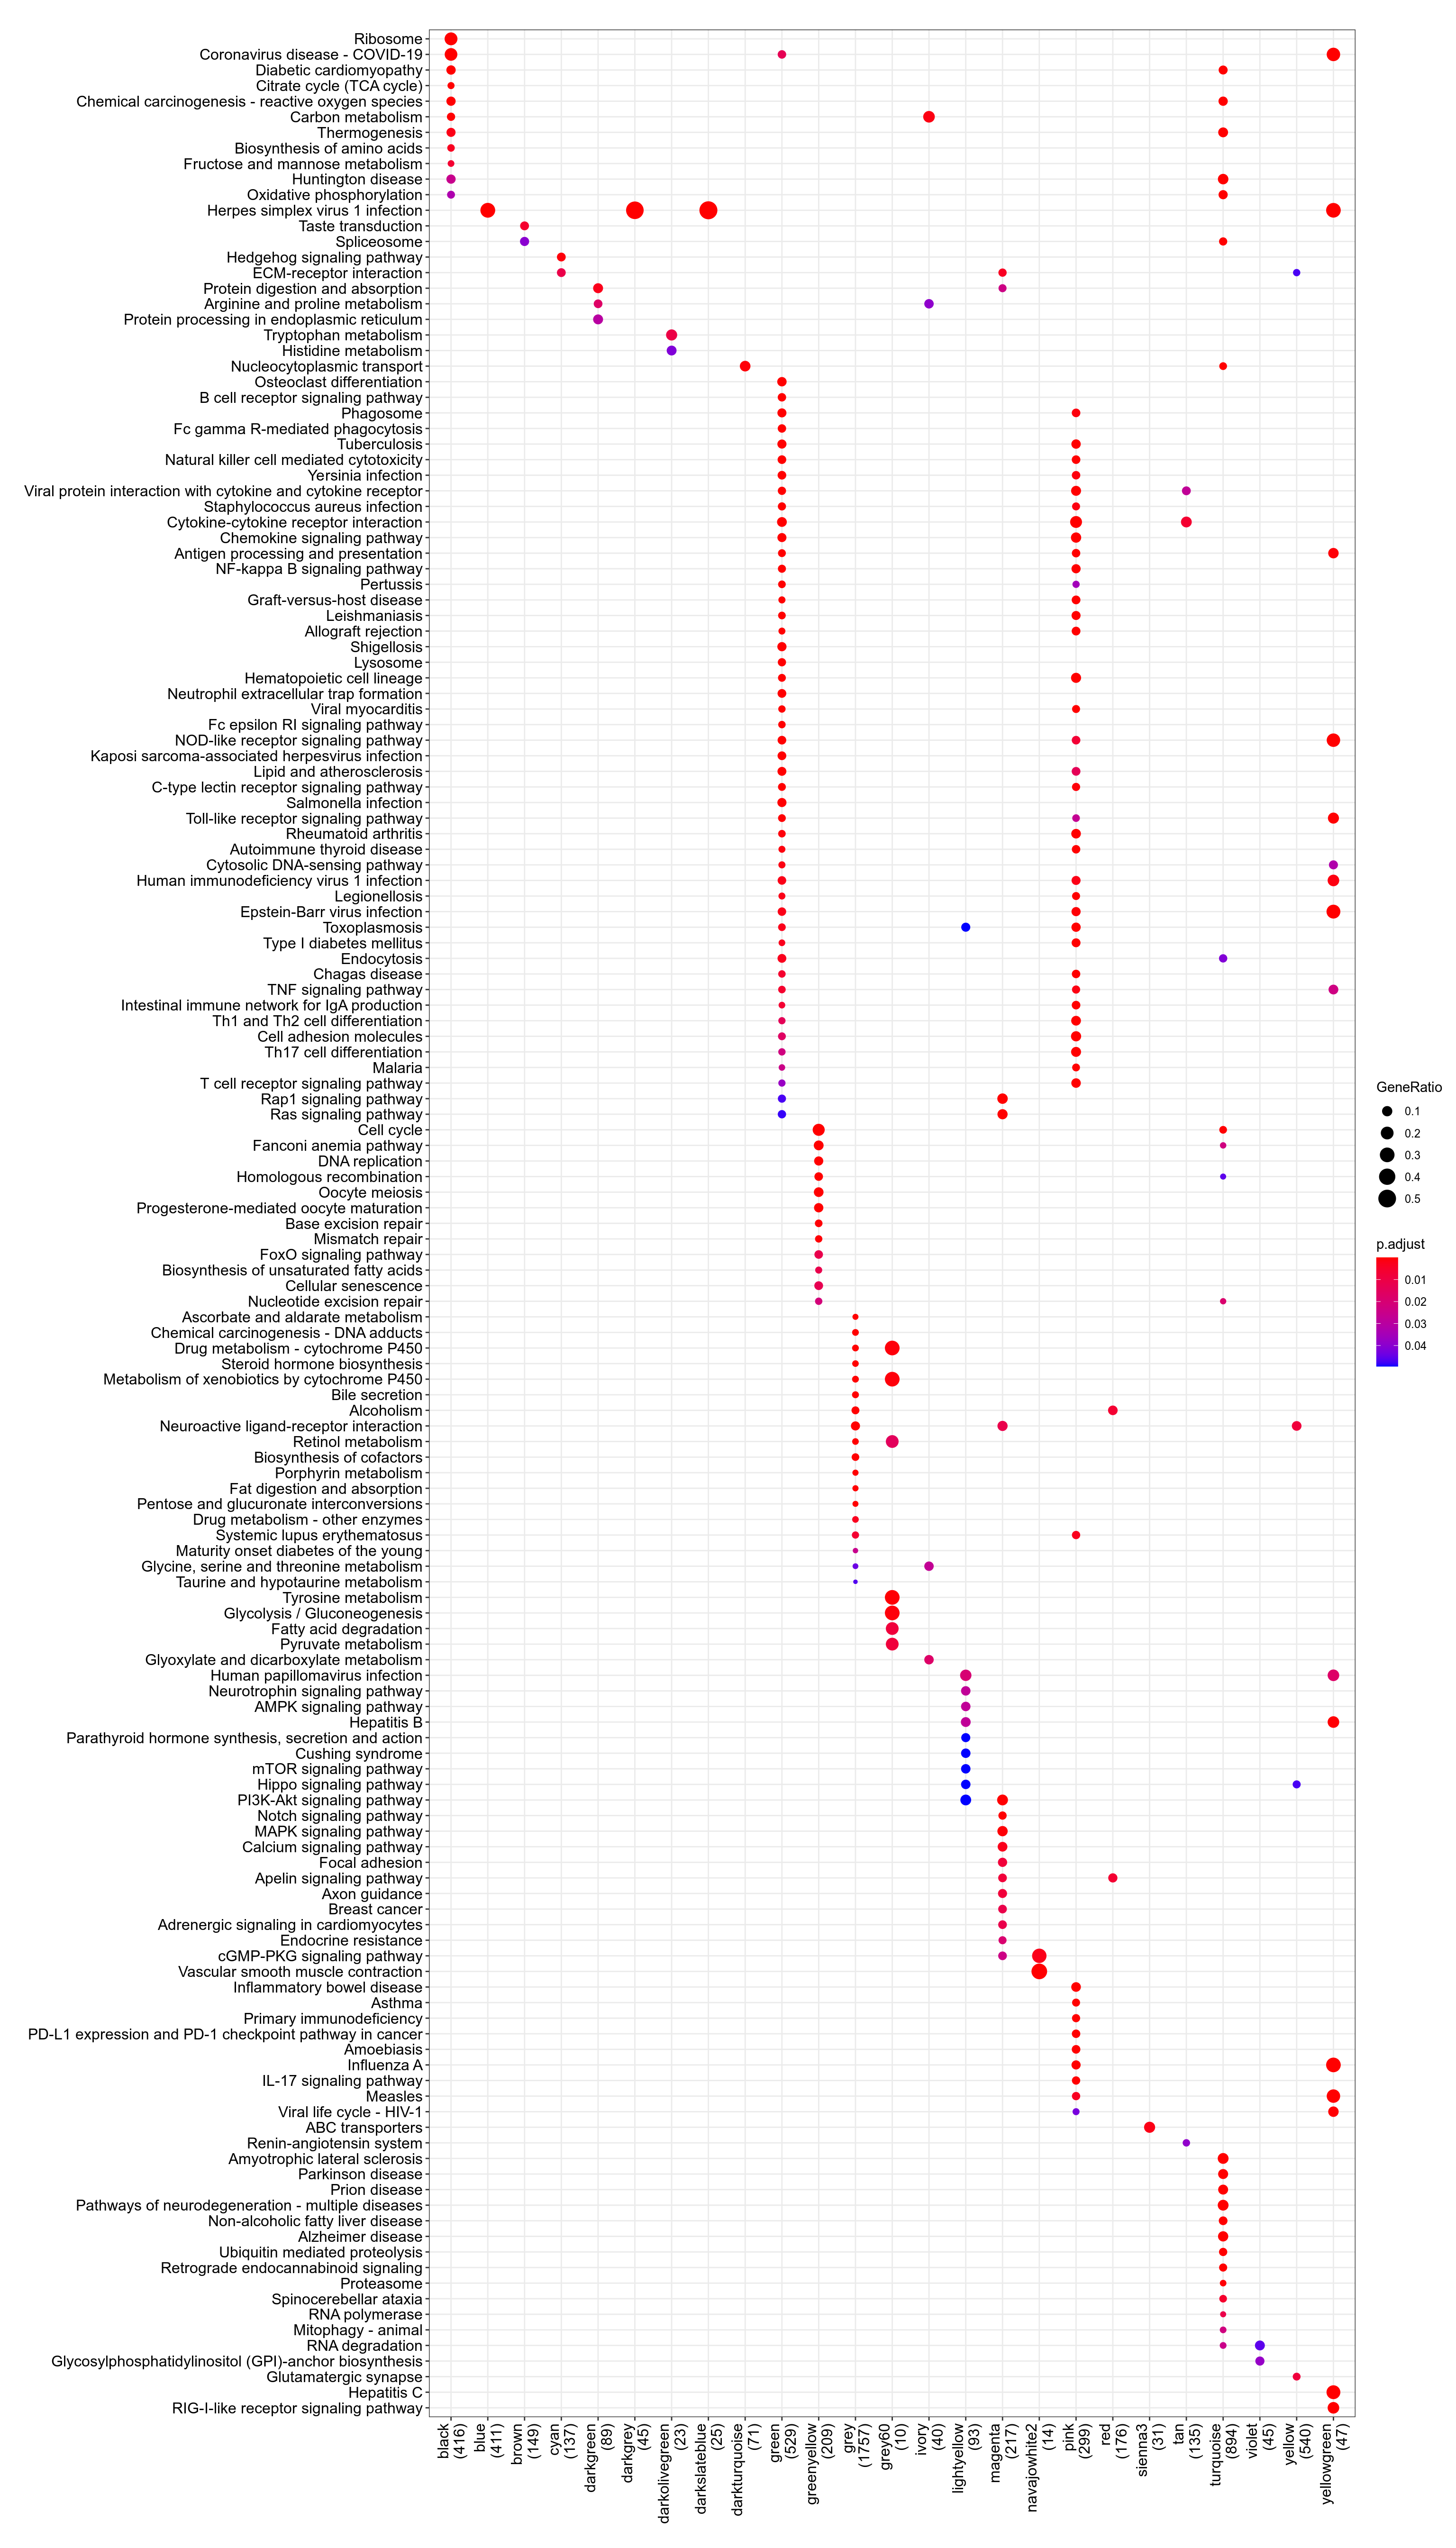 Ribosome
Coronavirus disease - COVID-19
Diabetic cardiomyopathy
Citrate cycle (TCA cycle)
Chemical carcinogenesis - reactive oxygen species
Carbon metabolism
Thermogenesis
Biosynthesis of amino acids
Fructose and mannose metabolism
Huntington disease
Oxidative phosphorylation
Herpes simplex virus 1 infection
Taste transduction
Spliceosome
Hedgehog signaling pathway
ECM-receptor interaction
Protein digestion and absorption
Arginine and proline metabolism
Protein processing in endoplasmic reticulum
Tryptophan metabolism
Histidine metabolism
Nucleocytoplasmic transport
Osteoclast differentiation
B cell receptor signaling pathway
Phagosome
Fc gamma R-mediated phagocytosis
Tuberculosis
Natural killer cell mediated cytotoxicity
Yersinia infection
Viral protein interaction with cytokine and cytokine receptor
Staphylococcus aureus infection
Cytokine-cytokine receptor interaction
Chemokine signaling pathway
Antigen processing and presentation
NF-kappa B signaling pathway
Pertussis
Graft-versus-host disease
Leishmaniasis
Allograft rejection
Shigellosis
Lysosome
Hematopoietic cell lineage
Neutrophil extracellular trap formation
Viral myocarditis
Fc epsilon RI signaling pathway
NOD-like receptor signaling pathway
Kaposi sarcoma-associated herpesvirus infection
Lipid and atherosclerosis
C-type lectin receptor signaling pathway
Salmonella infection
Toll-like receptor signaling pathway
Rheumatoid arthritis
Autoimmune thyroid disease
Cytosolic DNA-sensing pathway
Human immunodeficiency virus 1 infection
Legionellosis
Epstein-Barr virus infection
Toxoplasmosis
Type I diabetes mellitus
Endocytosis
Chagas disease
TNF signaling pathway
Intestinal immune network for IgA production
Th1 and Th2 cell differentiation
Cell adhesion molecules
Th17 cell differentiation
Malaria
T cell receptor signaling pathway
Rap1 signaling pathway
Ras signaling pathway
Cell cycle
Fanconi anemia pathway
DNA replication
Homologous recombination
Oocyte meiosis
Progesterone-mediated oocyte maturation
Base excision repair
Mismatch repair
FoxO signaling pathway
Biosynthesis of unsaturated fatty acids
Cellular senescence
Nucleotide excision repair
Ascorbate and aldarate metabolism
Chemical carcinogenesis - DNA adducts
Drug metabolism - cytochrome P450
Steroid hormone biosynthesis
Metabolism of xenobiotics by cytochrome P450
Bile secretion
Alcoholism
Neuroactive ligand-receptor interaction
Retinol metabolism
Biosynthesis of cofactors
Porphyrin metabolism
Fat digestion and absorption
Pentose and glucuronate interconversions
Drug metabolism - other enzymes
Systemic lupus erythematosus
Maturity onset diabetes of the young
Glycine, serine and threonine metabolism
Taurine and hypotaurine metabolism
Tyrosine metabolism
Glycolysis / Gluconeogenesis
Fatty acid degradation
Pyruvate metabolism
Glyoxylate and dicarboxylate metabolism
Human papillomavirus infection
Neurotrophin signaling pathway
AMPK signaling pathway
Hepatitis B
Parathyroid hormone synthesis, secretion and action
Cushing syndrome
mTOR signaling pathway
Hippo signaling pathway
PI3K-Akt signaling pathway
Notch signaling pathway
MAPK signaling pathway
Calcium signaling pathway
Focal adhesion
Apelin signaling pathway
Axon guidance
Breast cancer
Adrenergic signaling in cardiomyocytes
Endocrine resistance
cGMP-PKG signaling pathway
Vascular smooth muscle contraction
Inflammatory bowel disease
Asthma
Primary immunodeficiency
PD-L1 expression and PD-1 checkpoint pathway in cancer
Amoebiasis
Influenza A
IL-17 signaling pathway
Measles
Viral life cycle - HIV-1
ABC transporters
Renin-angiotensin system
Amyotrophic lateral sclerosis
Parkinson disease
Prion disease
Pathways of neurodegeneration - multiple diseases
Non-alcoholic fatty liver disease
Alzheimer disease
Ubiquitin mediated proteolysis
Retrograde endocannabinoid signaling
Proteasome
Spinocerebellar ataxia
RNA polymerase
Mitophagy - animal
RNA degradation
Glycosylphosphatidylinositol (GPI)-anchor biosynthesis
Glutamatergic synapse
Hepatitis C
RIG-I-like receptor signaling pathway
black
(416)
blue
(411)
brown
(149)
cyan
(137)
darkgreen
(89)
darkgrey
(45)
darkolivegreen
(23)
darkslateblue
(25)
darkturquoise
(71)
green
(529)
greenyellow
(209)
grey
(1757)
grey60
(10)
ivory
(40)
lightyellow
(93)
magenta
(217)
navajowhite2
(14)
pink
(299)
red
(176)
sienna3
(31)
tan
(135)
turquoise
(894)
violet
(45)
yellow
(540)
yellowgreen
(47)
GeneRatio
0.1
0.2
0.3
0.4
0.5
p.adjust
0.01
0.02
0.03
0.04